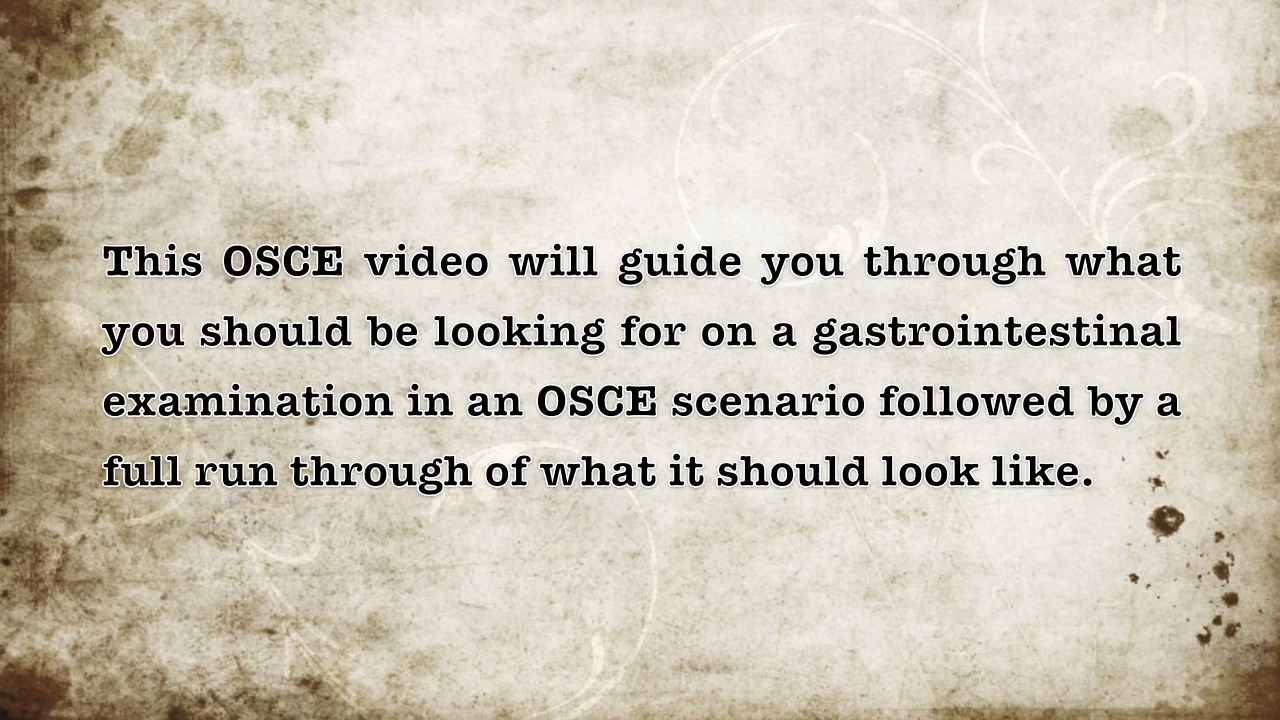 This OSCE video will guide you through what
you should be looking for on a gastrointestinal
examination in an OSCE scenario followed by a
full run through of what it should look like.